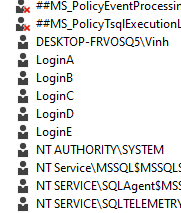 ##MS_PolicyEventProcessin
##MS_PolicyTsqlExecutionL
DESKTOP-FRVOSQ5\Vinh
LoginA
LoginB
LoginC
LoginD
LoginE
NT AUTHORITY\SYSTEM
NT Service\MSSQL$MSSQLS
NT SERVICE\SQLAgent$MSS
NT SERVICE\SQLTELEMETRY